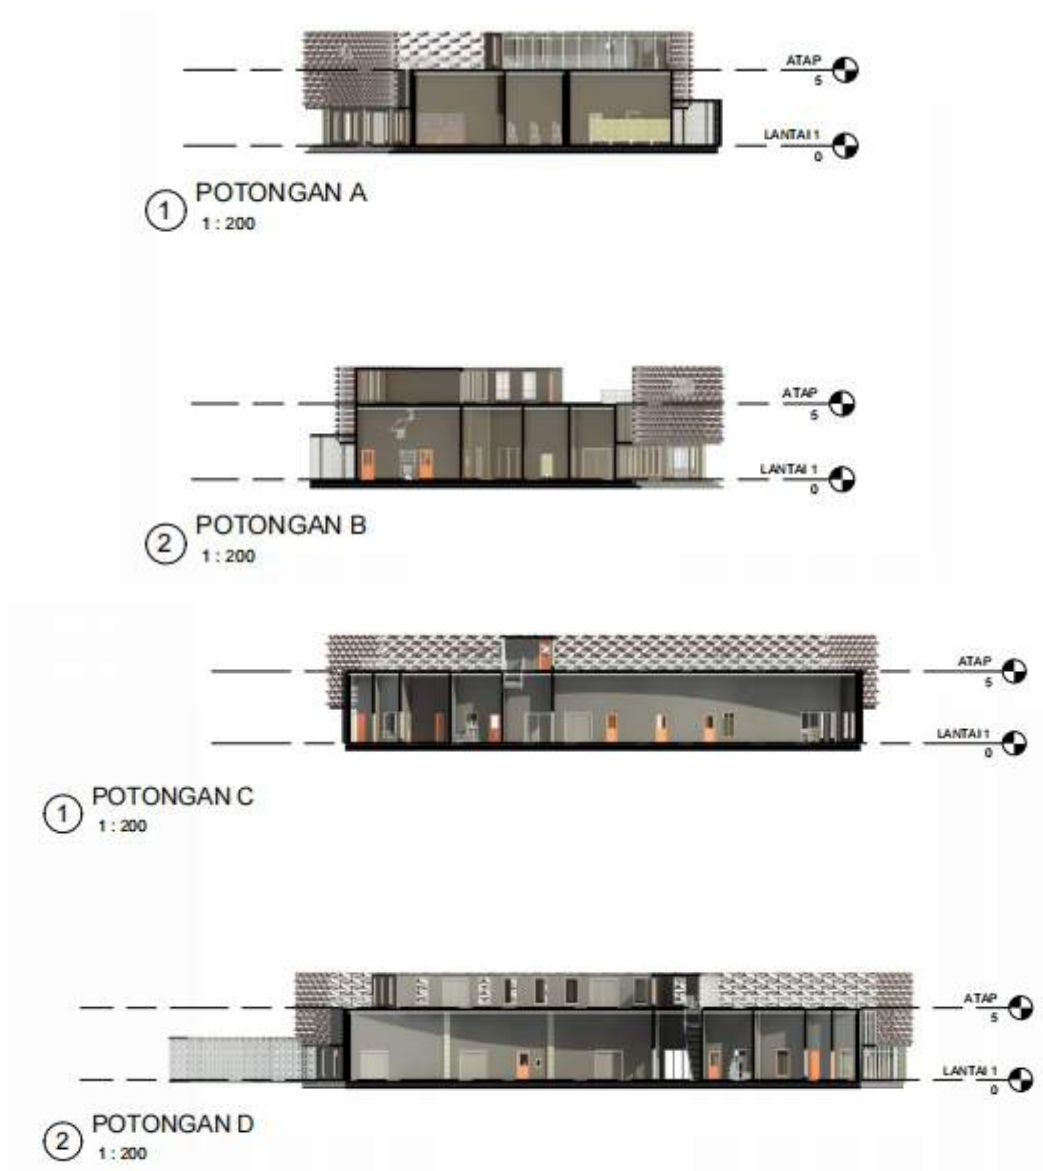 ATAP
5
LANTAI 1
0
1
POTONGAN A
1 : 200
ATAP
5
LANTAI 1
0
2
POTONGAN B
1 : 200
ATAP
5
LANTAI 1
0
1
POTONGAN C
1 : 200
ATAP
5
LANTAI 1
0
2
POTONGAN D
1 : 200